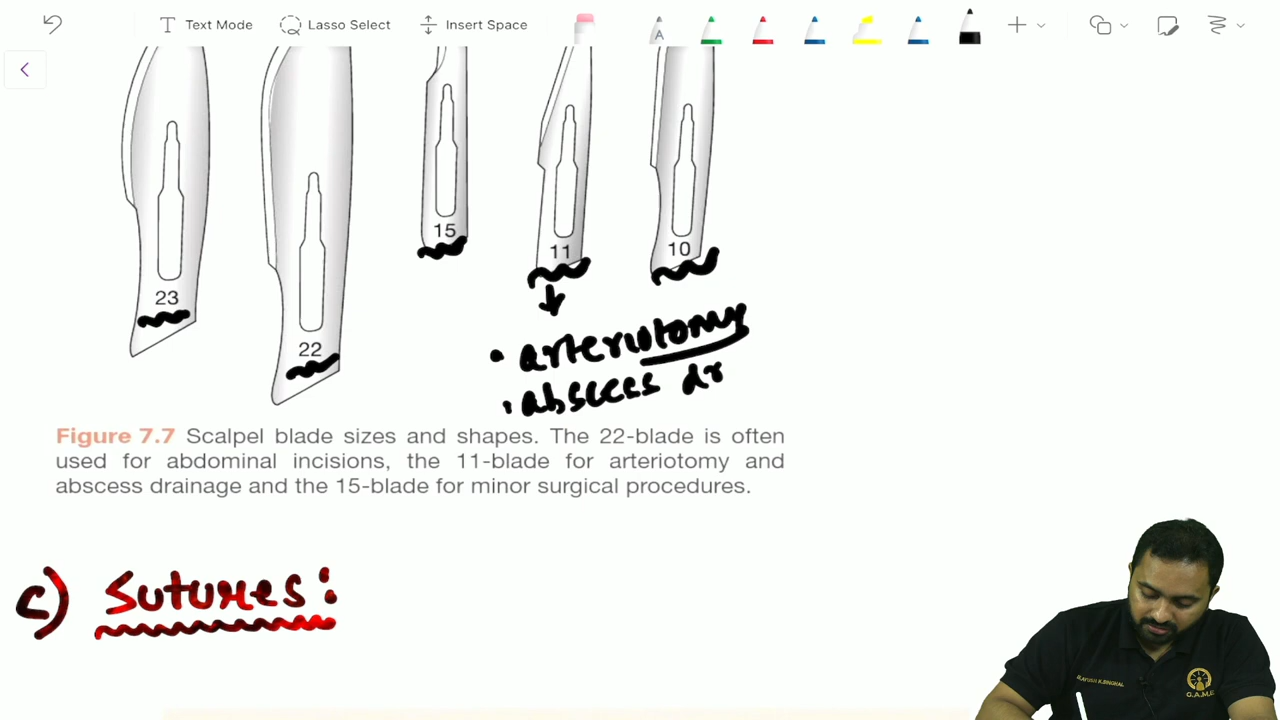 Text Mode Lasso Select Insert Space
A
15
11
10
23
22
• arteriotomy
• abscess dr
Figure 7.7 Scalpel blade sizes and shapes. The 22-blade is often
used for abdominal incisions, the 11-blade for arteriotomy and
abscess drainage and the 15-blade for minor surgical procedures.
c) Sutures:
O.A.M.E